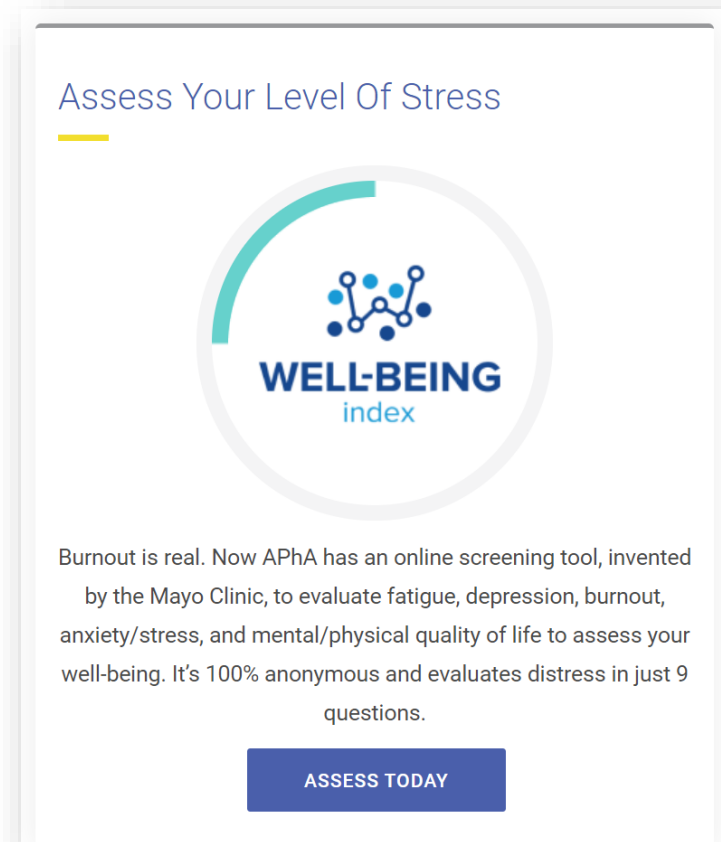 Assess Your Level Of Stress
WELL-BEING
index
Burnout is real. Now APhA has an online screening tool, invented
by the Mayo Clinic, to evaluate fatigue, depression, burnout,
anxiety/stress, and mental/physical quality of life to assess your
well-being. It’s 100% anonymous and evaluates distress in just 9
questions.
ASSESS TODAY